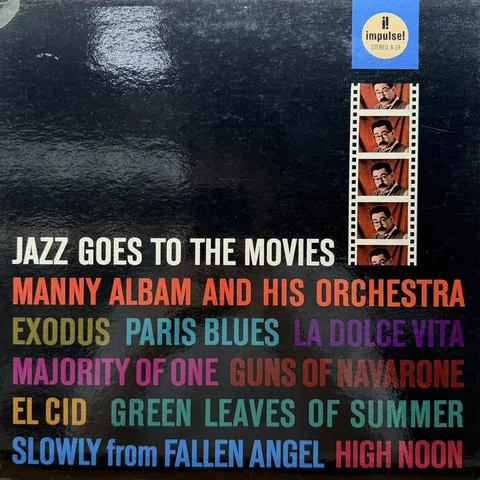 i!
impulse!
STEREO A-19
JAZZ GOES TO THE MOVIES
MANNY ALBAM AND HIS ORCHESTRA
EXODUS PARIS BLUES LA DOLCE VITA
MAJORITY OF ONE GUNS OF NAVARONE
EL CID GREEN LEAVES OF SUMMER
SLOWLY from FALLEN ANGEL HIGH NOON